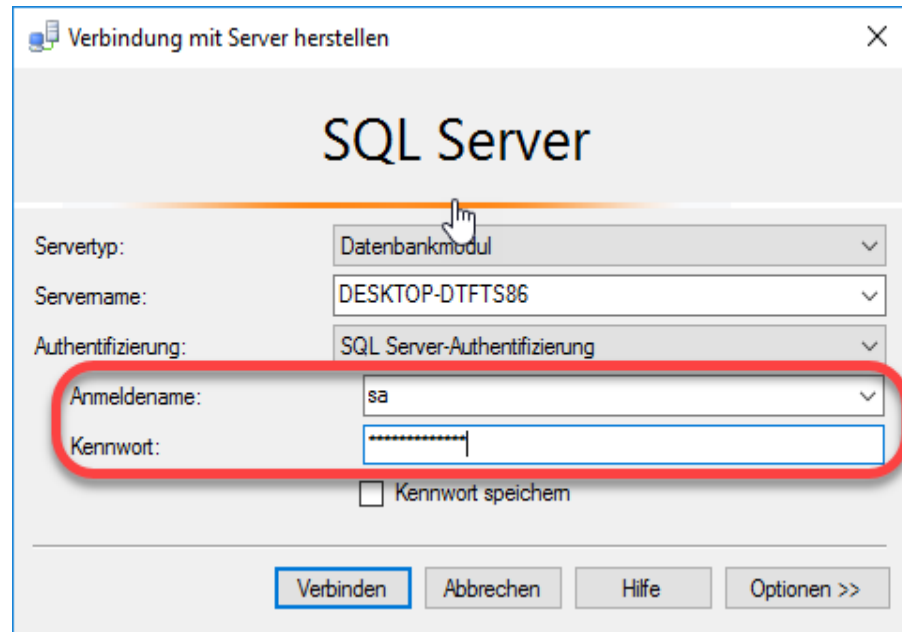 Verbindung mit Server herstellen
SQL Server
Servertyp: Datenbankmodul
Servername: DESKTOP-DTFTS86
Authentifizierung: SQL Server-Authentifizierung
Anmeldename: sa
Kennwort: *************
Kennwort speichern
Verbinden Abbrechen Hilfe Optionen >>